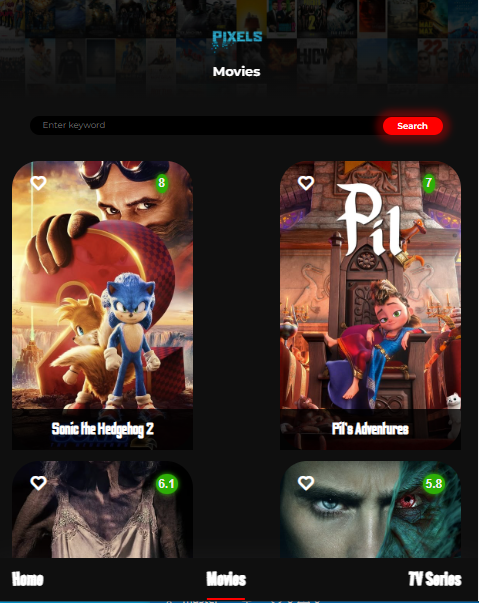 PIXELS
Movies
Enter keyword
Search
8
7
Pil
Sonic the Hedgehog 2
Pil's Adventures
6.1
5.8
Home
Movies
TV Series